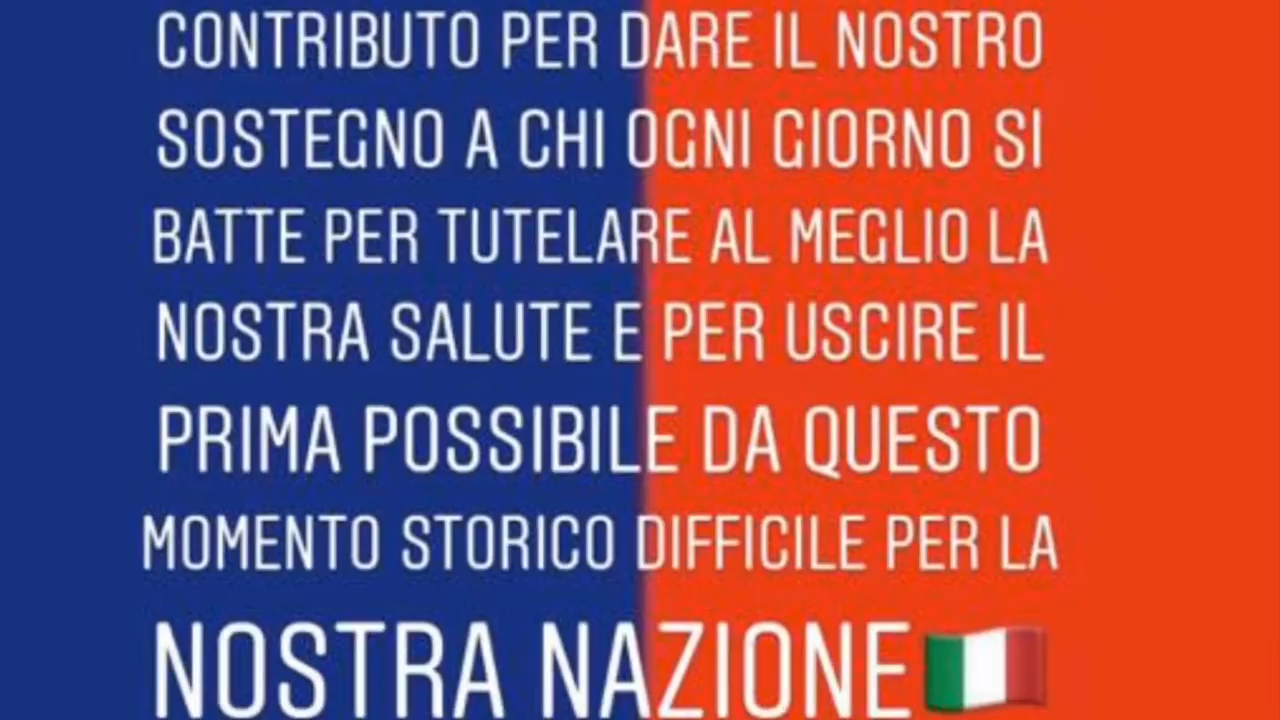 CONTRIBUTO PER DARE IL NOSTRO
SOSTEGNO A CHI OGNI GIORNO SI
BATTE PER TUTELARE AL MEGLIO LA
NOSTRA SALUTE E PER USCIRE IL
PRIMA POSSIBILE DA QUESTO
MOMENTO STORICO DIFFICILE PER LA
NOSTRA NAZIONE🇮🇹